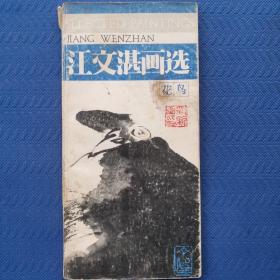 SELECTED PAINTINGS
JIANG WENZHAN
江文湛画选
花鸟